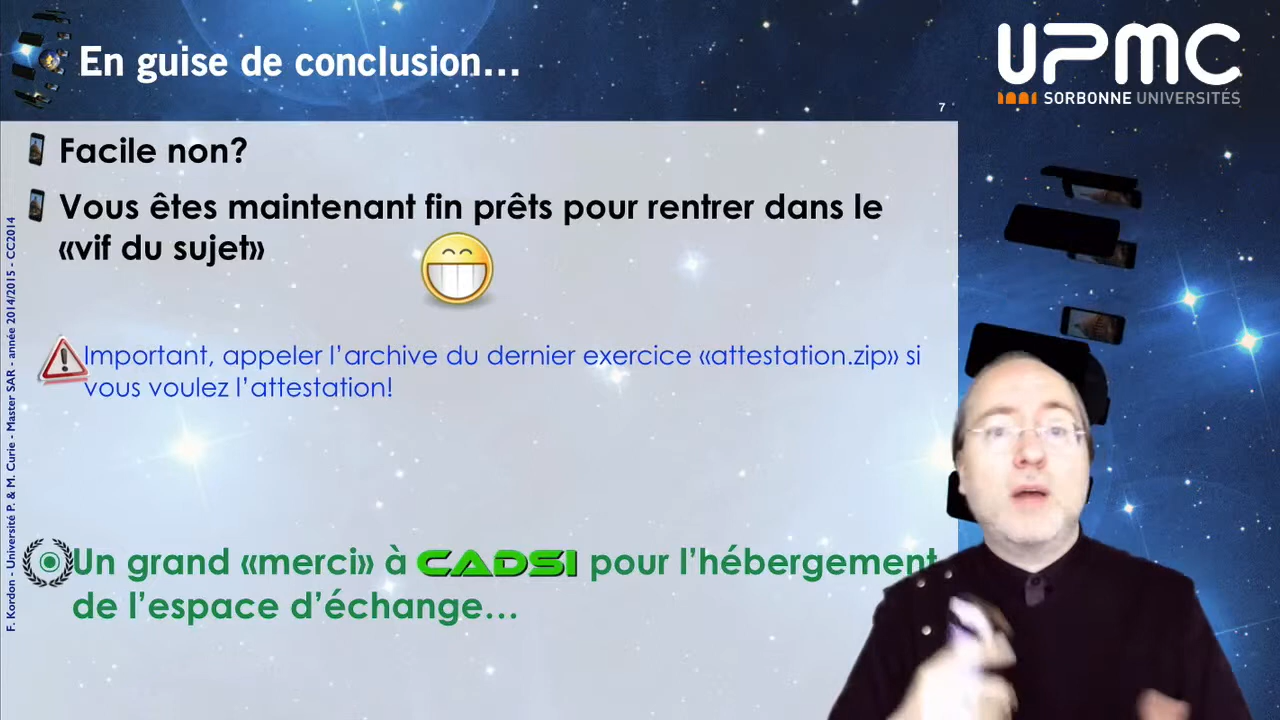 En guise de conclusion...
UPMC
SORBONNE UNIVERSITÉS
7
Facile non?
Vous êtes maintenant fin prêts pour rentrer dans le
«vif du sujet»
Important, appeler l’archive du dernier exercice «attestation.zip» si
vous voulez l’attestation!
Un grand «merci» à CADSI pour l’hébergement
de l’espace d’échange...
F. Kordon - Université P. & M. Curie - Master SAR - année 2014/2015 - CC2014